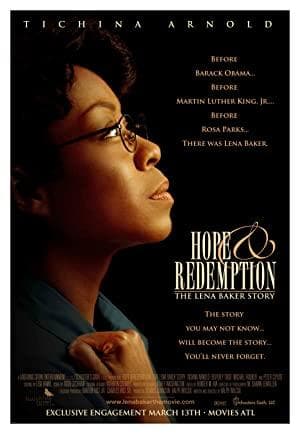 TICHINA ARNOLD
BEFORE
BARACK OBAMA...
BEFORE
MARTIN LUTHER KING, JR....
BEFORE
ROSA PARKS...
THERE WAS LENA BAKER.
HOPE &
REDEMPTION
THE LENA BAKER STORY
THE STORY
YOU MAY NOT KNOW...
WILL BECOME THE STORY...
YOU'LL NEVER FORGET.
EXCLUSIVE ENGAGEMENT MARCH 13TH • MOVIES ATL
www.lenabakerthemovie.com